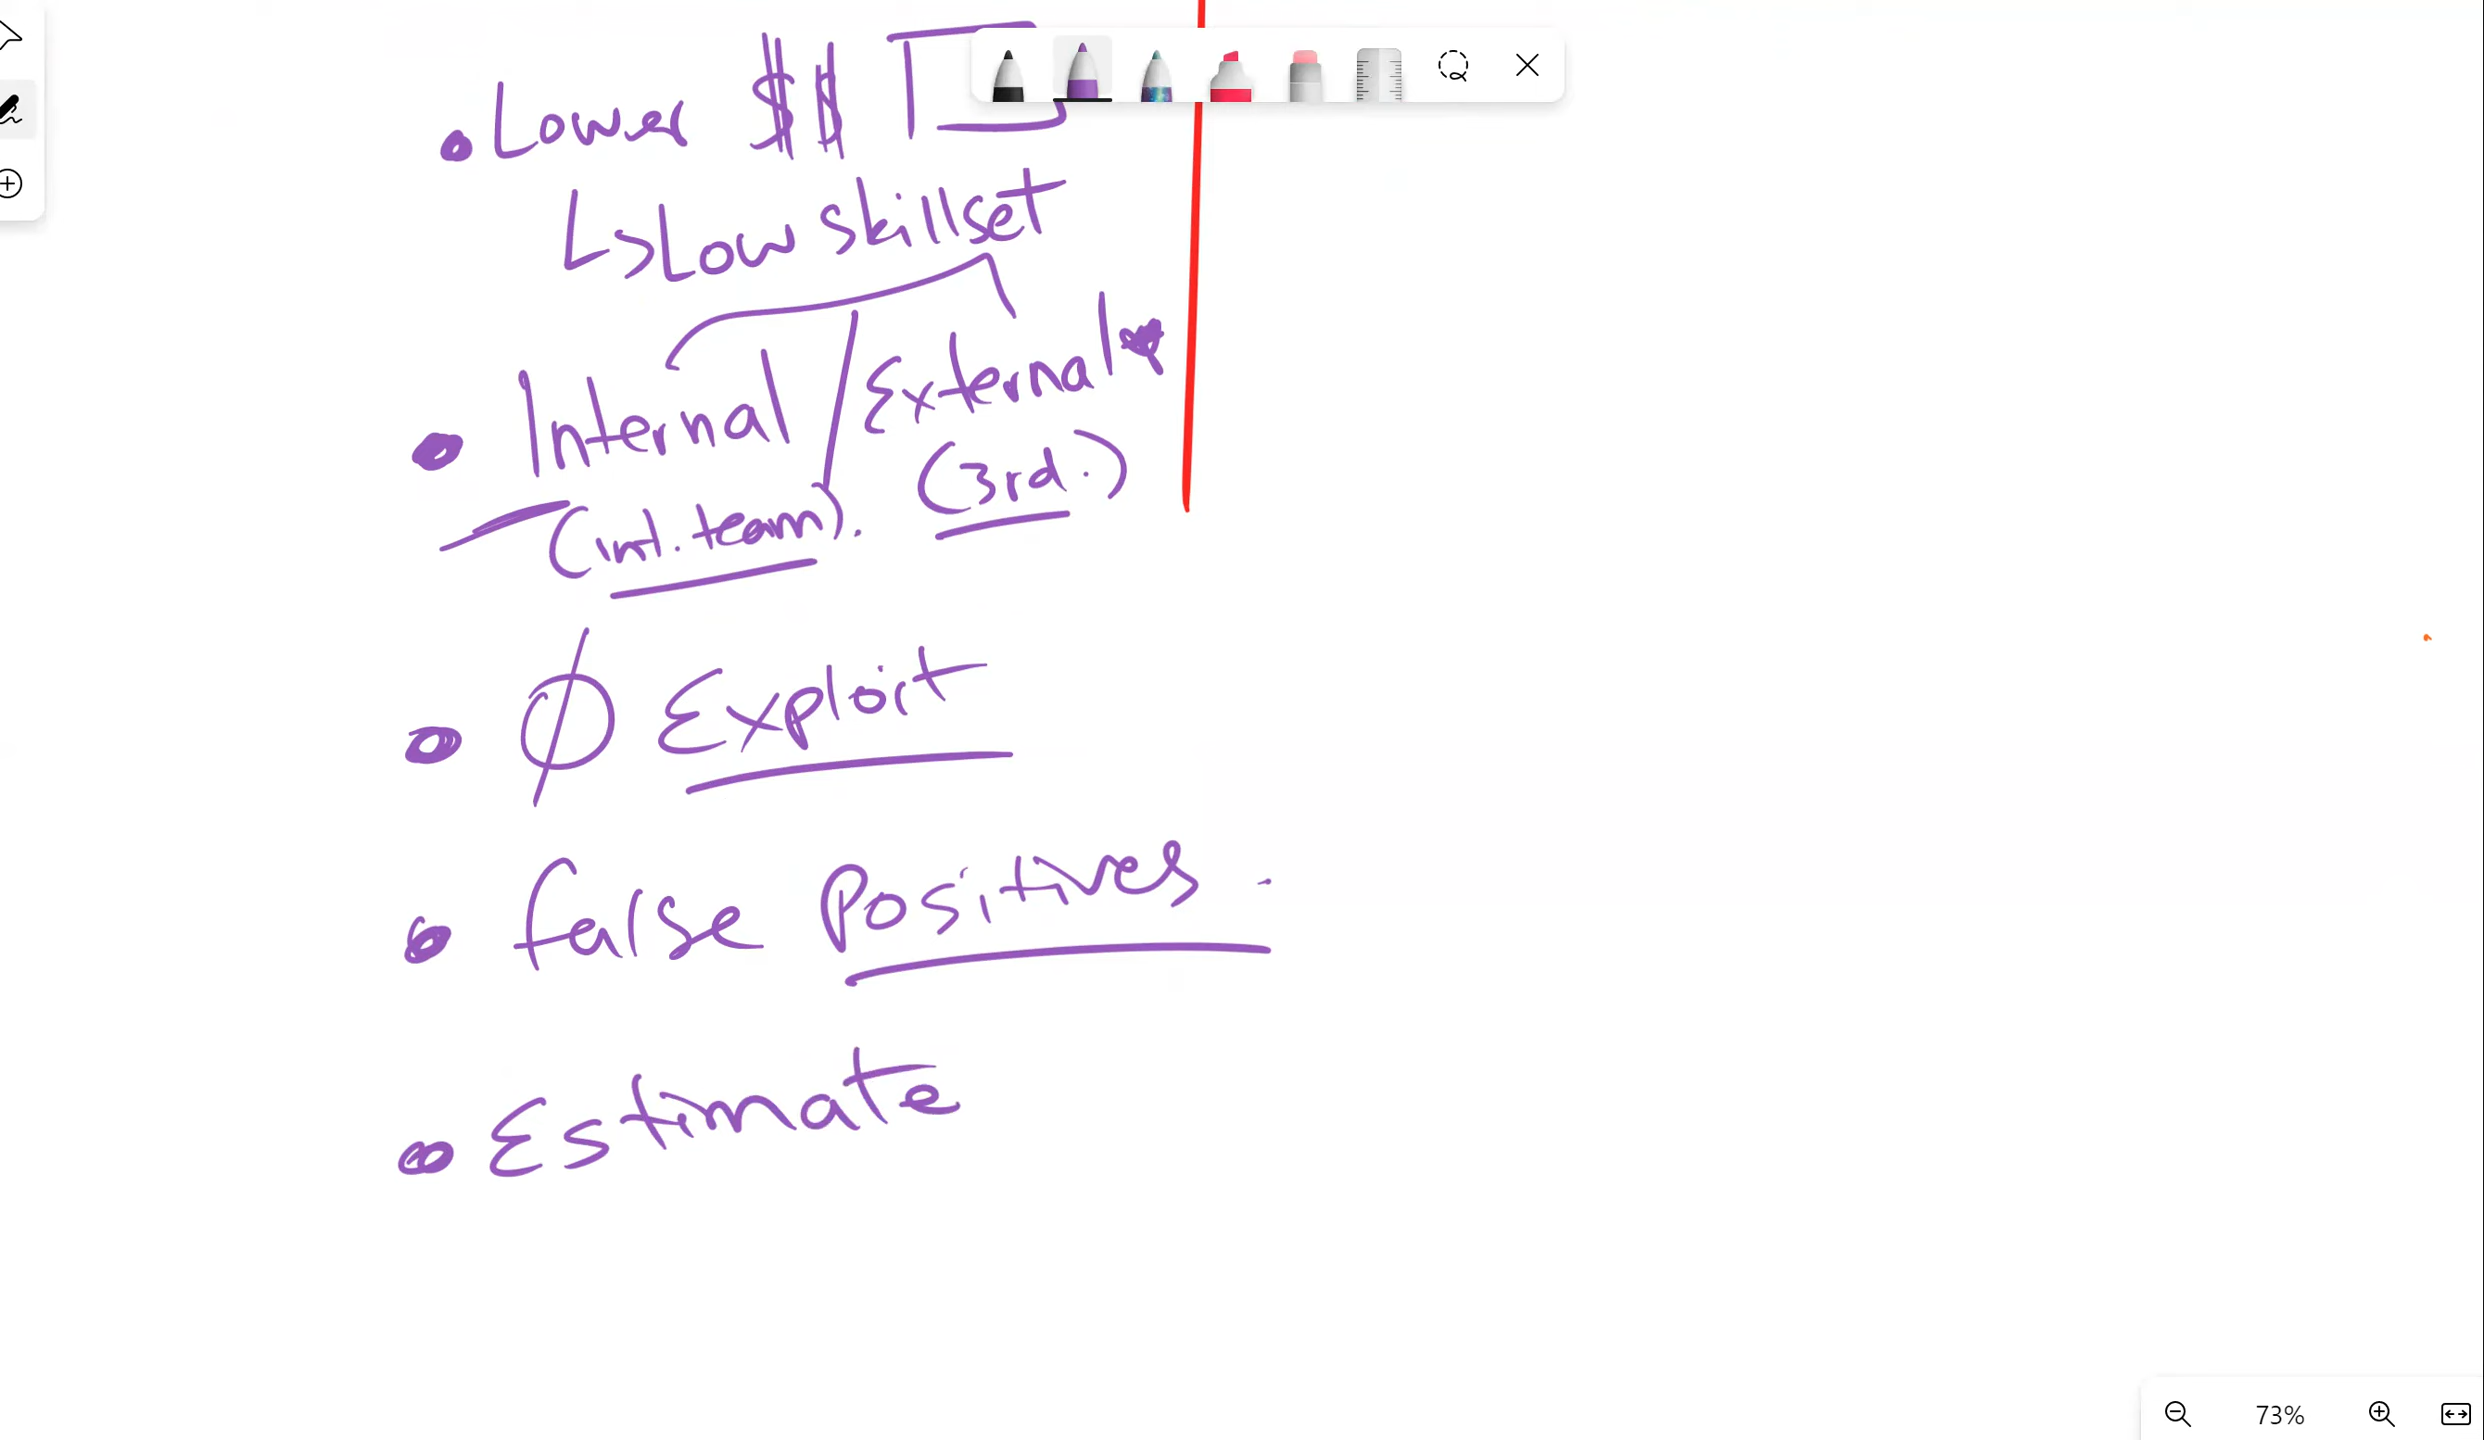 • Lower $$
↳ Low skillset
• Internal / External
(int. team). (3rd.)
• Ø Exploit
• false Positives.
• Estimate
73%